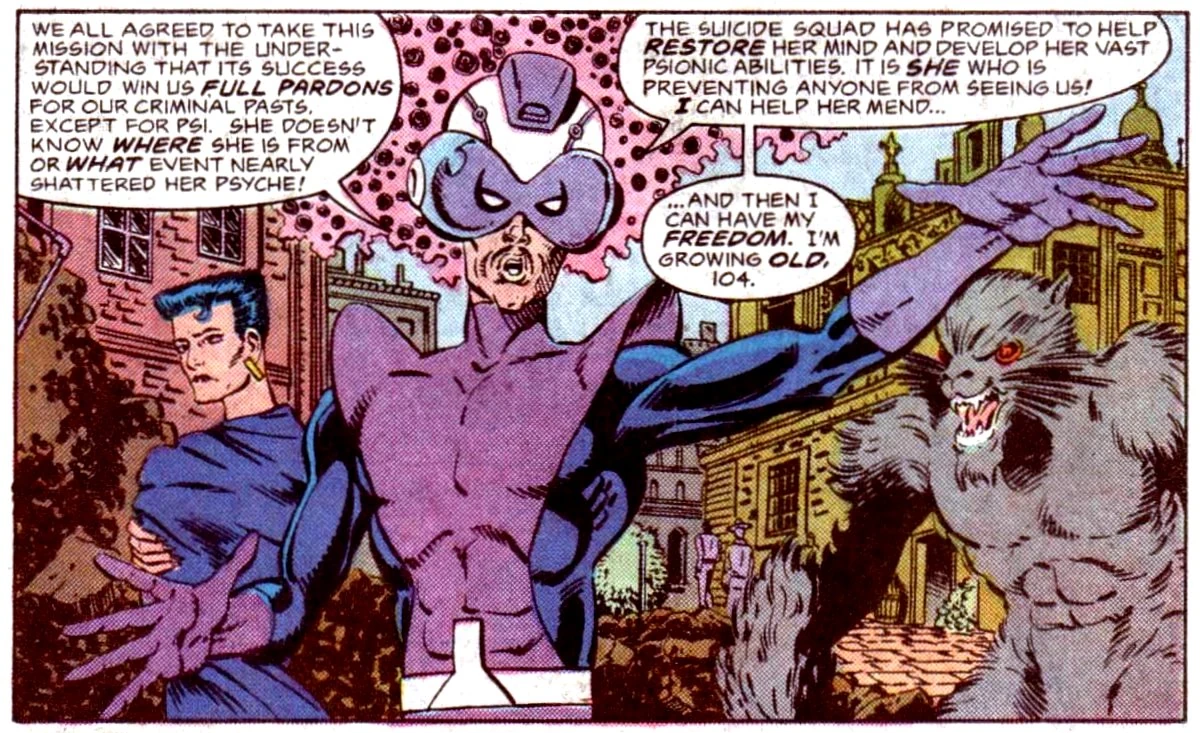 WE ALL AGREED TO TAKE THIS
MISSION WITH THE UNDER-
STANDING THAT ITS SUCCESS
WOULD WIN US FULL PARDONS
FOR OUR CRIMINAL PASTS,
EXCEPT FOR PSI. SHE DOESN'T
KNOW WHERE SHE IS FROM
OR WHAT EVENT NEARLY
SHATTERED HER PSYCHE!
THE SUICIDE SQUAD HAS PROMISED TO HELP
RESTORE HER MIND AND DEVELOP HER VAST
PSIONIC ABILITIES. IT IS SHE WHO IS
PREVENTING ANYONE FROM SEEING US!
I CAN HELP HER MEND...
...AND THEN I
CAN HAVE MY
FREEDOM. I'M
GROWING OLD,
104.